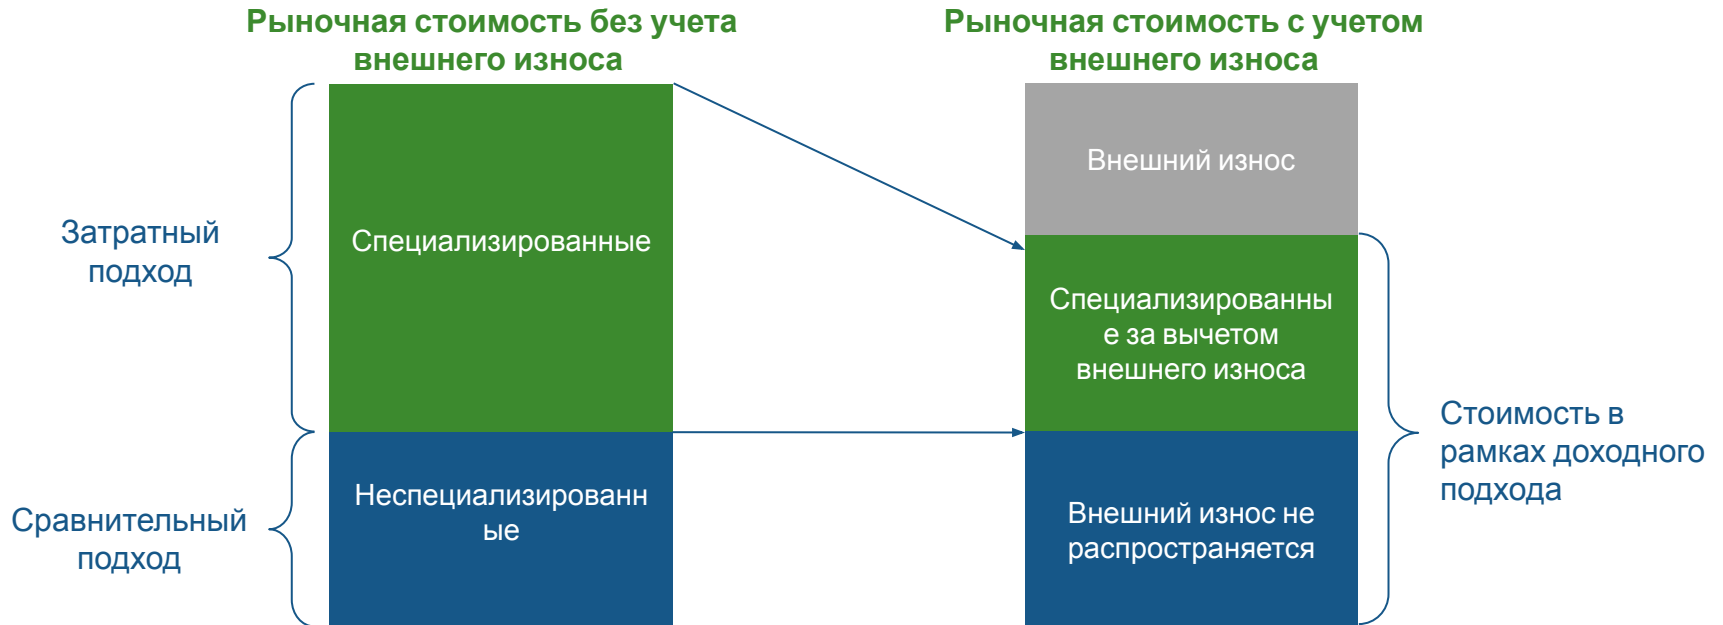 Рыночная стоимость без учета
внешнего износа
Рыночная стоимость с учетом
внешнего износа
Затратный
подход
Специализированные
Внешний износ
Специализированны
е за вычетом
внешнего износа
Сравнительный
подход
Неспециализированн
ые
Внешний износ не
распространяется
Стоимость в
рамках доходного
подхода